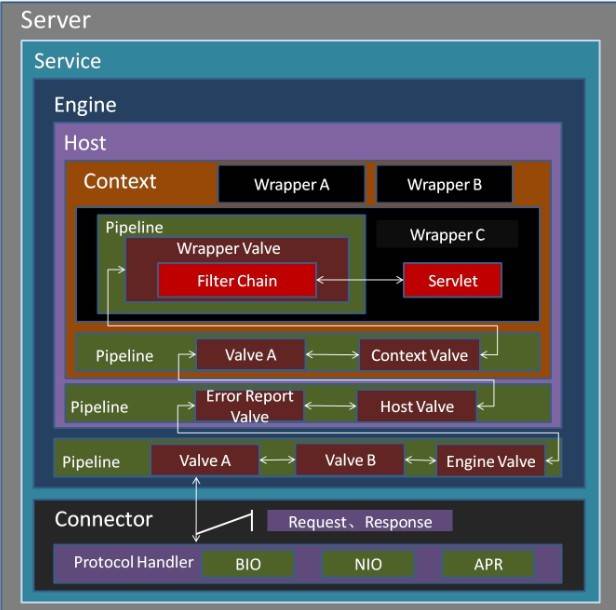 Server
Service
Engine
Host
Context
Wrapper A
Wrapper B
Pipeline
Wrapper Valve
Wrapper C
Filter Chain
Servlet
Pipeline
Valve A
Context Valve
Pipeline
Error Report
Valve
Host Valve
Pipeline
Valve A
Valve B
Engine Valve
Connector
Request、Response
Protocol Handler
BIO
NIO
APR